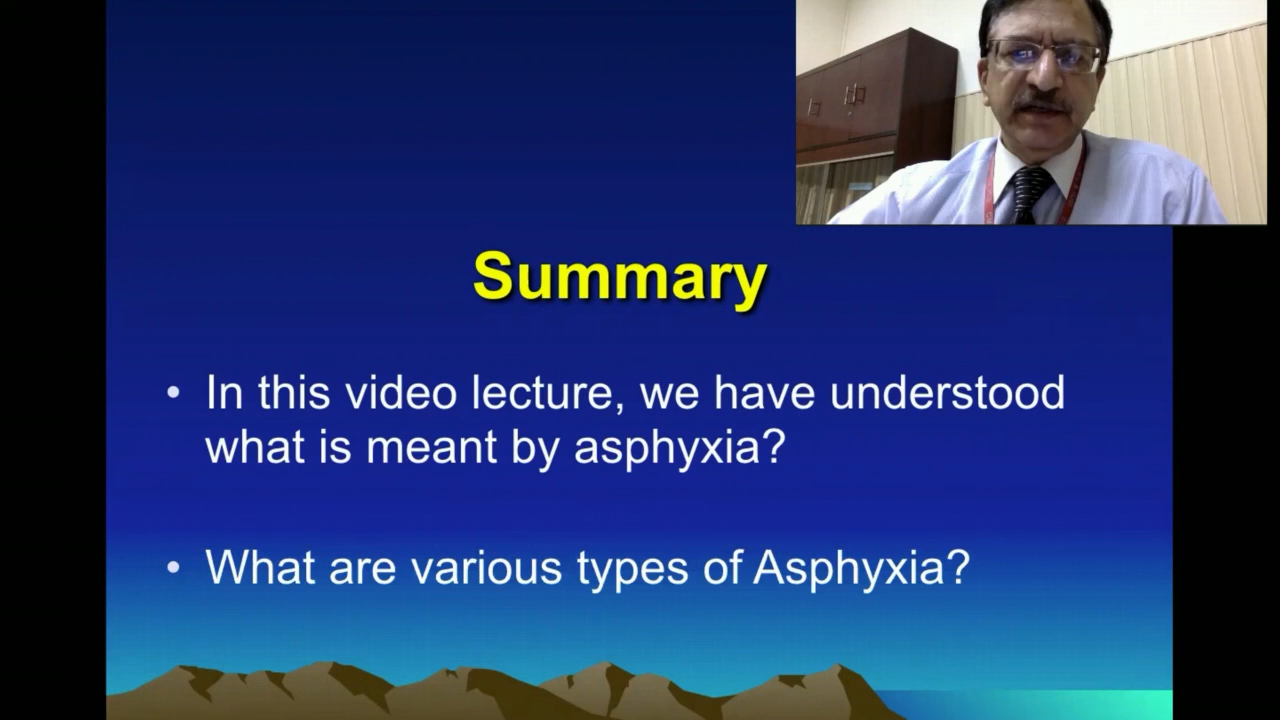 Summary
• In this video lecture, we have understood
what is meant by asphyxia?
• What are various types of Asphyxia?